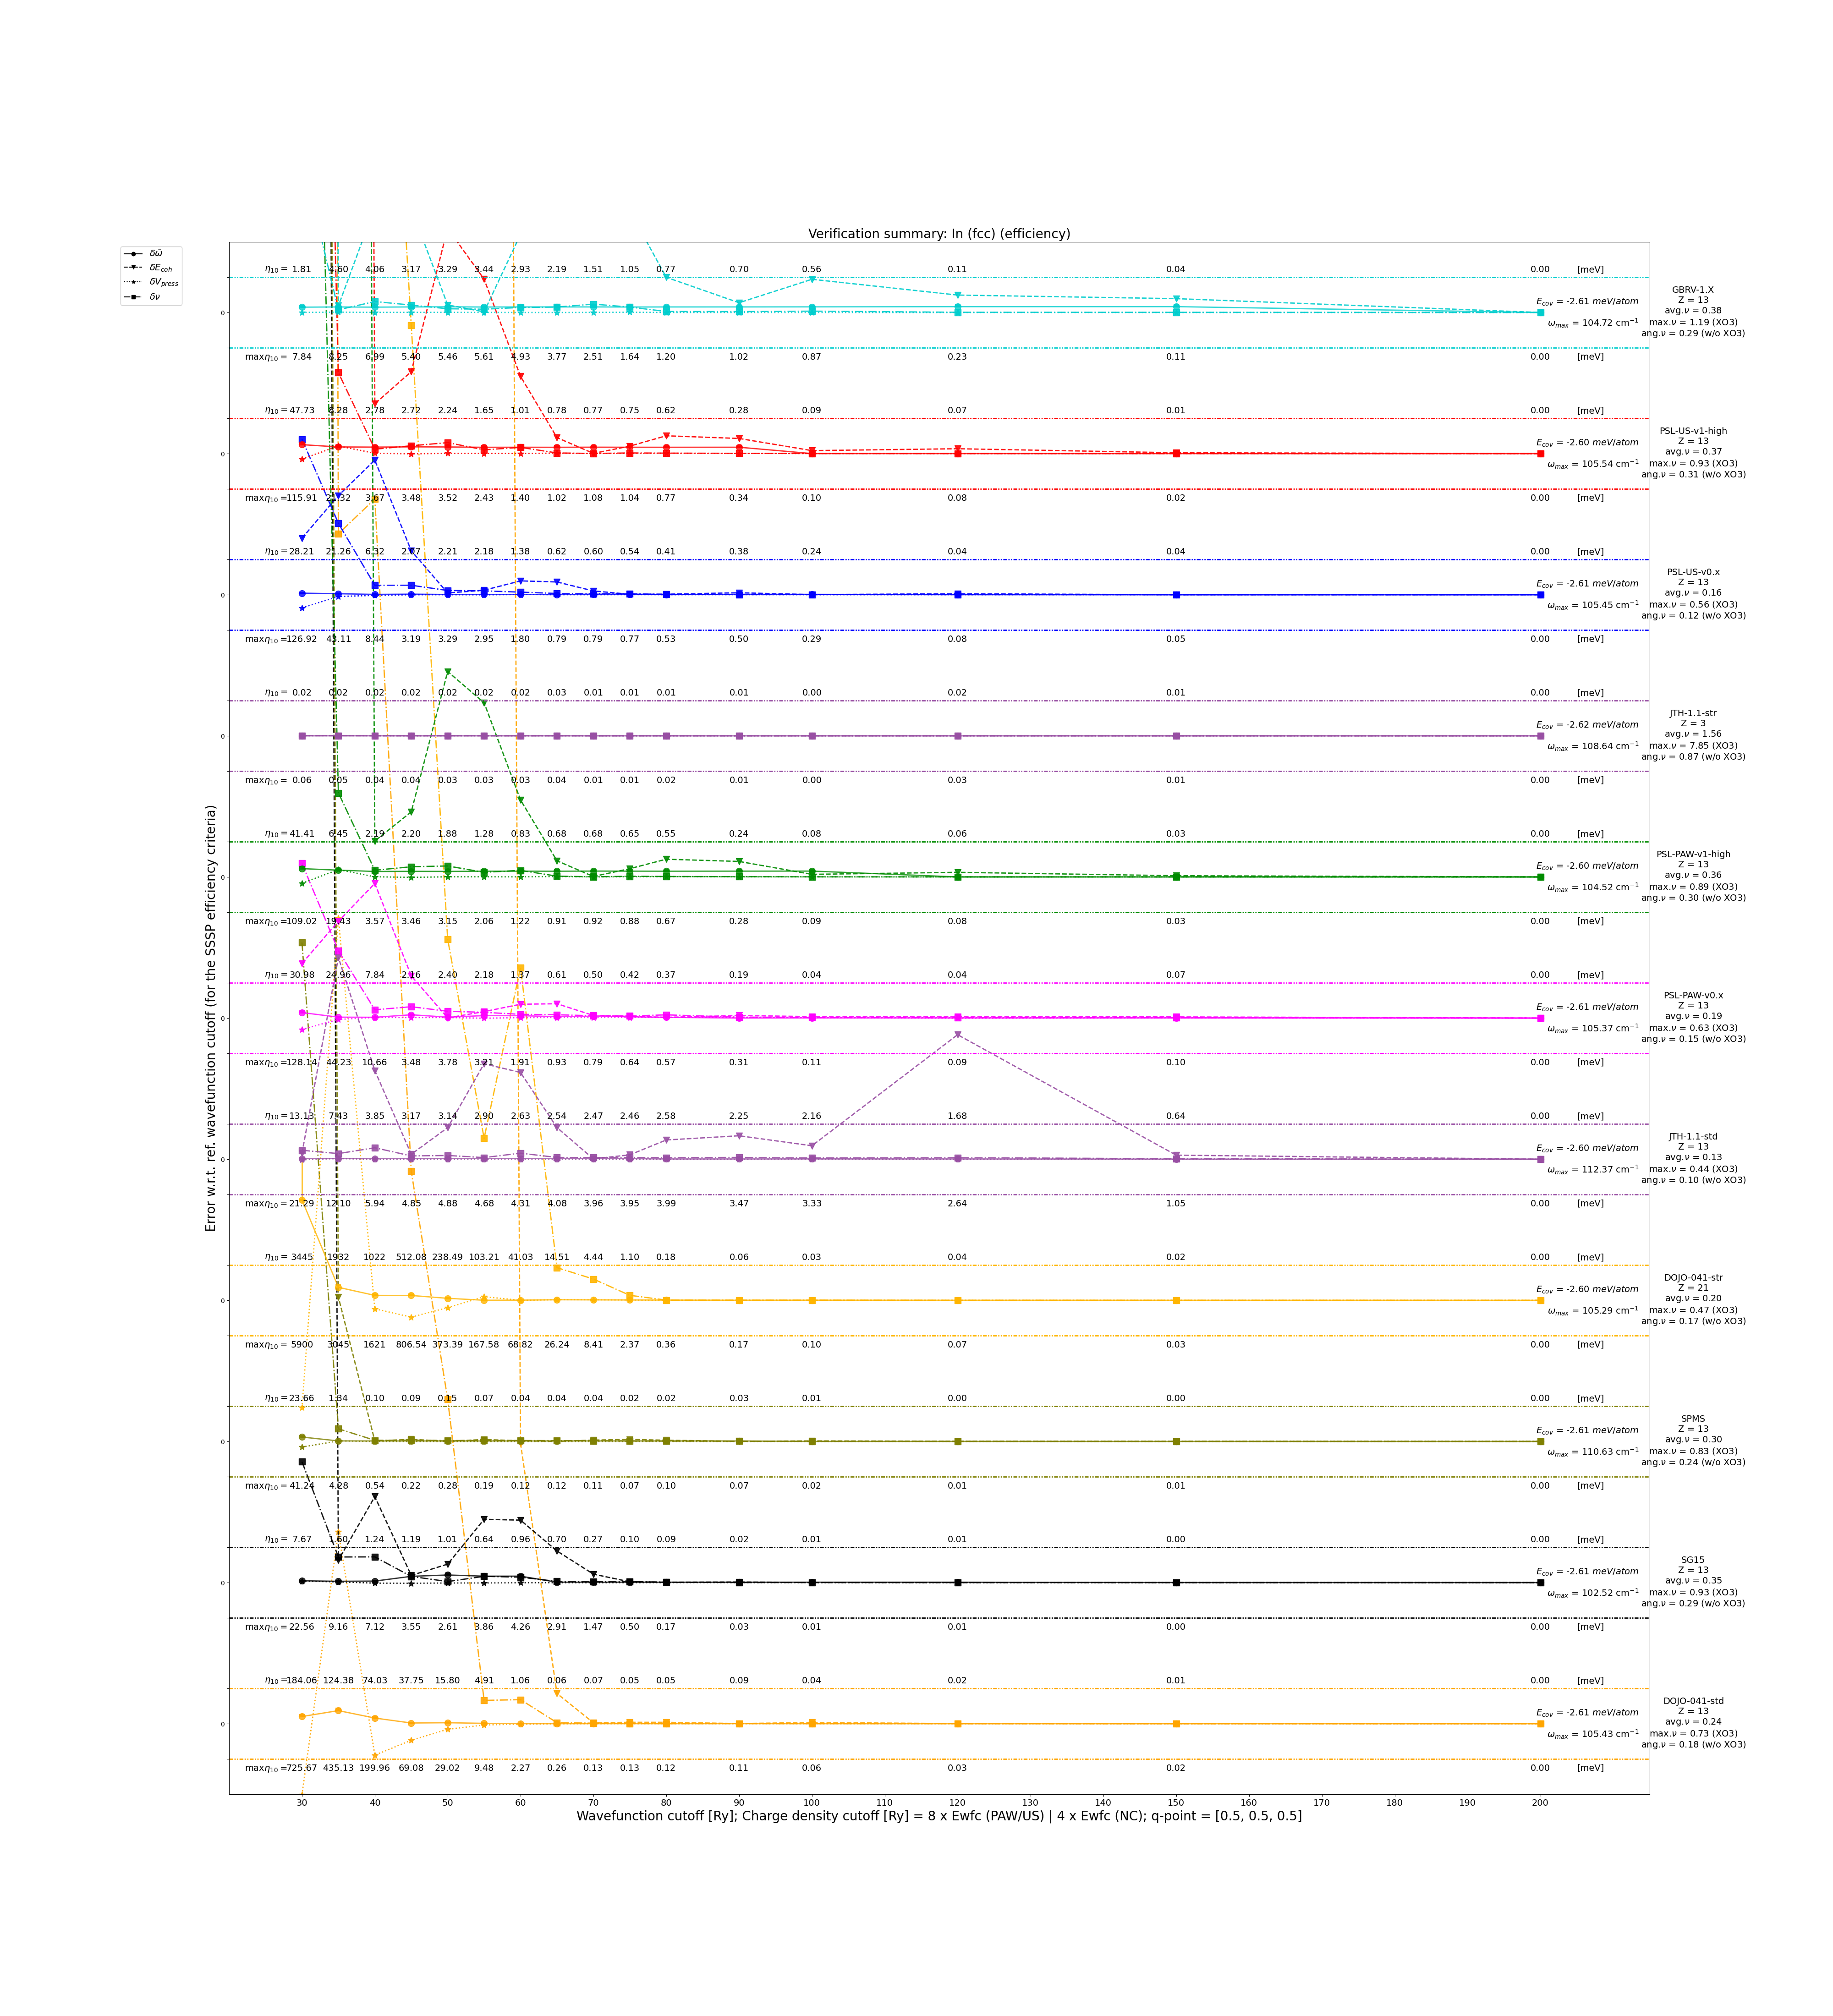 Verification summary: In (fcc) (efficiency)
δω̄
δE_coh
δV_press
δν
Error w.r.t. ref. wavefunction cutoff (for the SSSP efficiency criteria)
η₁₀ = 1.81 4.60 4.06 3.17 3.29 3.44 2.93 2.19 1.51 1.05 0.77 0.70 0.56 0.11 0.04 0.00 [meV]
GBRV-1.X
Z = 13
avg.ν = 0.38
max.ν = 1.19 (XO3)
ang.ν = 0.29 (w/o XO3)
0
E_cov = -2.61 meV/atom
ω_max = 104.72 cm⁻¹
maxη₁₀ = 7.84 8.25 6.99 5.40 5.46 5.61 4.93 3.77 2.51 1.64 1.20 1.02 0.87 0.23 0.11 0.00 [meV]
η₁₀ = 47.73 4.28 2.78 2.72 2.24 1.65 1.01 0.78 0.77 0.75 0.62 0.28 0.09 0.07 0.01 0.00 [meV]
PSL-US-v1-high
Z = 13
avg.ν = 0.37
max.ν = 0.93 (XO3)
ang.ν = 0.31 (w/o XO3)
0
E_cov = -2.60 meV/atom
ω_max = 105.54 cm⁻¹
maxη₁₀ = 115.91 3.67 3.48 3.52 2.43 1.40 1.02 1.08 1.04 0.77 0.34 0.10 0.08 0.02 0.00 [meV]
η₁₀ = 28.21 21.26 6.32 2.21 2.18 1.38 0.62 0.60 0.54 0.41 0.38 0.24 0.04 0.04 0.00 [meV]
PSL-US-v0.x
Z = 13
avg.ν = 0.16
max.ν = 0.56 (XO3)
ang.ν = 0.12 (w/o XO3)
0
E_cov = -2.61 meV/atom
ω_max = 105.45 cm⁻¹
maxη₁₀ = 126.92 43.11 8.44 3.19 3.29 2.95 1.80 0.79 0.79 0.77 0.53 0.50 0.29 0.08 0.05 0.00 [meV]
η₁₀ = 0.02 0.02 0.02 0.02 0.02 0.02 0.02 0.03 0.01 0.01 0.01 0.01 0.00 0.02 0.01 0.00 [meV]
JTH-1.1-str
Z = 3
avg.ν = 1.56
max.ν = 7.85 (XO3)
ang.ν = 0.87 (w/o XO3)
0
E_cov = -2.62 meV/atom
ω_max = 108.64 cm⁻¹
maxη₁₀ = 0.06 0.05 0.04 0.04 0.03 0.03 0.03 0.04 0.01 0.01 0.02 0.01 0.00 0.03 0.01 0.00 [meV]
η₁₀ = 41.41 6.45 2.19 2.20 1.88 1.28 0.83 0.68 0.68 0.65 0.55 0.24 0.08 0.06 0.03 0.00 [meV]
PSL-PAW-v1-high
Z = 13
avg.ν = 0.36
max.ν = 0.89 (XO3)
ang.ν = 0.30 (w/o XO3)
0
E_cov = -2.60 meV/atom
ω_max = 104.52 cm⁻¹
maxη₁₀ = 109.02 19.43 3.57 3.46 3.15 2.06 1.22 0.91 0.92 0.88 0.67 0.28 0.09 0.08 0.03 0.00 [meV]
η₁₀ = 30.98 24.96 7.84 2.16 2.40 2.18 1.37 0.61 0.50 0.42 0.37 0.19 0.04 0.04 0.07 0.00 [meV]
PSL-PAW-v0.x
Z = 13
avg.ν = 0.19
max.ν = 0.63 (XO3)
ang.ν = 0.15 (w/o XO3)
0
E_cov = -2.61 meV/atom
ω_max = 105.37 cm⁻¹
maxη₁₀ = 128.14 44.23 10.66 3.48 3.78 3.21 1.91 0.93 0.79 0.64 0.57 0.31 0.11 0.09 0.10 0.00 [meV]
η₁₀ = 13.13 7.43 3.85 3.17 3.14 2.90 2.63 2.54 2.47 2.46 2.58 2.25 2.16 1.68 0.64 0.00 [meV]
JTH-1.1-std
Z = 13
avg.ν = 0.13
max.ν = 0.44 (XO3)
ang.ν = 0.10 (w/o XO3)
0
E_cov = -2.60 meV/atom
ω_max = 112.37 cm⁻¹
maxη₁₀ = 21.29 12.10 5.94 4.85 4.88 4.68 4.31 4.08 3.96 3.95 3.99 3.47 3.33 2.64 1.05 0.00 [meV]
η₁₀ = 3445 1932 1022 512.08 238.49 103.21 41.03 14.51 4.44 1.10 0.18 0.06 0.03 0.04 0.02 0.00 [meV]
DOJO-041-str
Z = 21
avg.ν = 0.20
max.ν = 0.47 (XO3)
ang.ν = 0.17 (w/o XO3)
0
E_cov = -2.60 meV/atom
ω_max = 105.29 cm⁻¹
maxη₁₀ = 5900 3045 1621 806.54 373.39 167.58 68.82 26.24 8.41 2.37 0.36 0.17 0.10 0.07 0.03 0.00 [meV]
η₁₀ = 23.66 1.84 0.10 0.09 0.15 0.07 0.04 0.04 0.04 0.02 0.02 0.03 0.01 0.00 0.00 0.00 [meV]
SPMS
Z = 13
avg.ν = 0.30
max.ν = 0.83 (XO3)
ang.ν = 0.24 (w/o XO3)
0
E_cov = -2.61 meV/atom
ω_max = 110.63 cm⁻¹
maxη₁₀ = 41.24 4.28 0.54 0.22 0.28 0.19 0.12 0.12 0.11 0.07 0.10 0.07 0.02 0.01 0.01 0.00 [meV]
η₁₀ = 7.67 1.60 1.24 1.19 1.01 0.64 0.96 0.70 0.27 0.10 0.09 0.02 0.01 0.01 0.00 0.00 [meV]
SG15
Z = 13
avg.ν = 0.35
max.ν = 0.93 (XO3)
ang.ν = 0.29 (w/o XO3)
0
E_cov = -2.61 meV/atom
ω_max = 102.52 cm⁻¹
maxη₁₀ = 22.56 9.16 7.12 3.55 2.61 3.86 4.26 2.91 1.47 0.50 0.17 0.03 0.01 0.01 0.00 0.00 [meV]
η₁₀ = 184.06 124.38 74.03 37.75 15.80 4.91 1.06 0.06 0.07 0.05 0.05 0.09 0.04 0.02 0.01 0.00 [meV]
DOJO-041-std
Z = 13
avg.ν = 0.24
max.ν = 0.73 (XO3)
ang.ν = 0.18 (w/o XO3)
0
E_cov = -2.61 meV/atom
ω_max = 105.43 cm⁻¹
maxη₁₀ = 725.67 435.13 199.96 69.08 29.02 9.48 2.27 0.26 0.13 0.13 0.12 0.11 0.06 0.03 0.02 0.00 [meV]
30 40 50 60 70 80 90 100 110 120 130 140 150 160 170 180 190 200
Wavefunction cutoff [Ry]; Charge density cutoff [Ry] = 8 x Ewfc (PAW/US) | 4 x Ewfc (NC); q-point = [0.5, 0.5, 0.5]